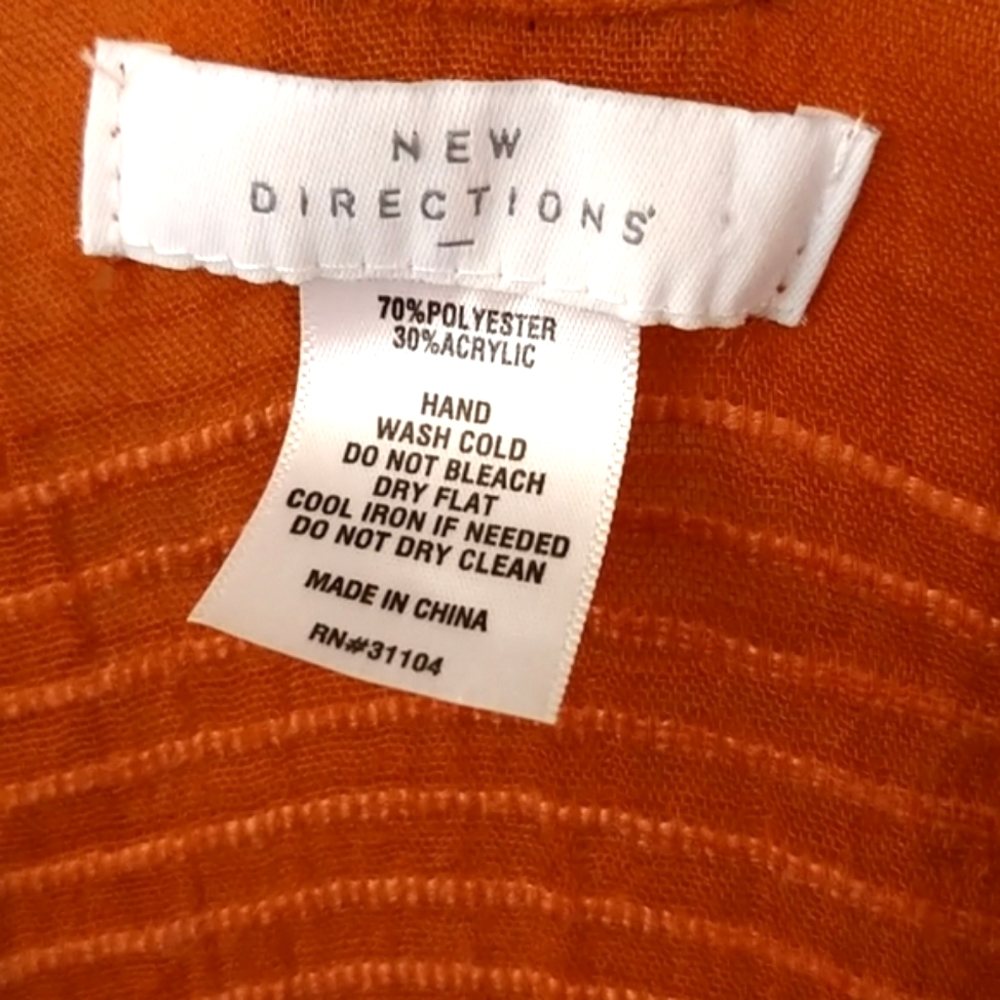 NEW
DIRECTIONS
70%POLYESTER
30%ACRYLIC
HAND
WASH COLD
DO NOT BLEACH
DRY FLAT
COOL IRON IF NEEDED
DO NOT DRY CLEAN
MADE IN CHINA
RN#31104